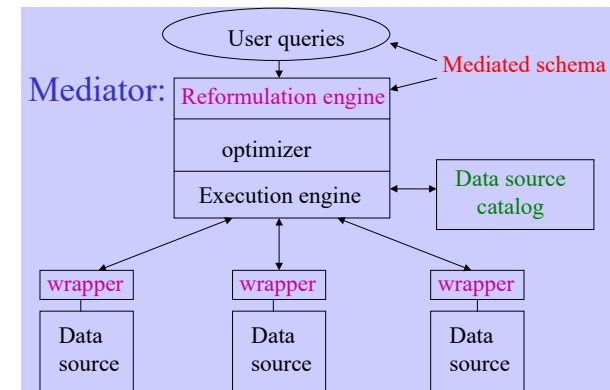 User queries
Mediated schema
Mediator:
Reformulation engine
optimizer
Execution engine
Data source
catalog
wrapper
wrapper
wrapper
Data
source
Data
source
Data
source